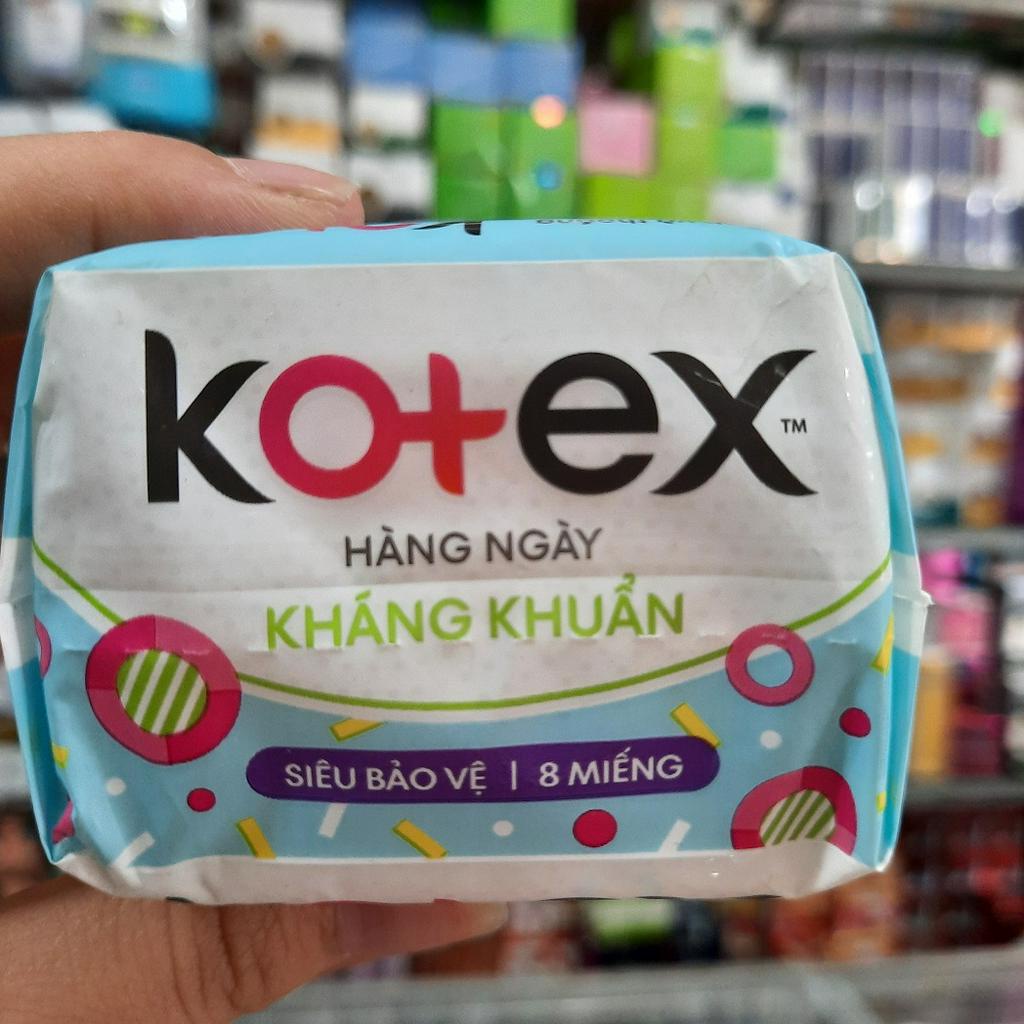 kotex™
HÀNG NGÀY
KHÁNG KHUẨN
SIÊU BẢO VỆ | 8 MIẾNG